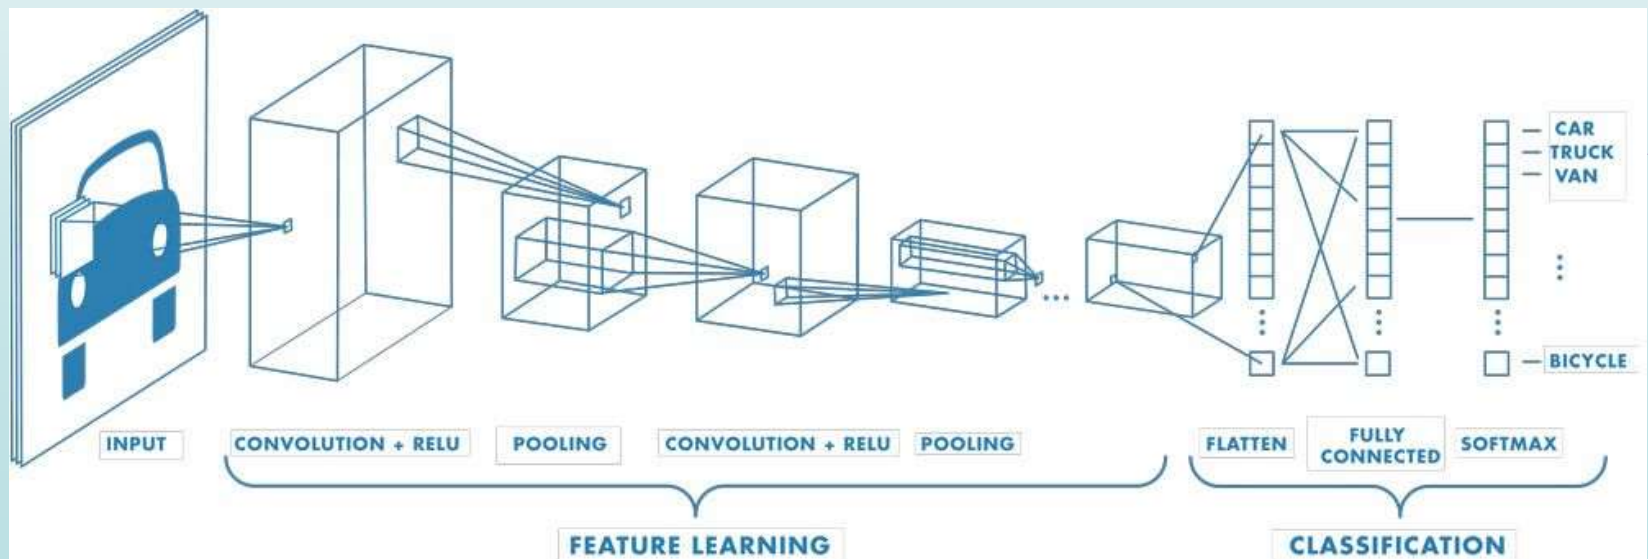 CAR
TRUCK
VAN
BICYCLE
INPUT
CONVOLUTION + RELU
POOLING
CONVOLUTION + RELU
POOLING
FLATTEN
FULLY
CONNECTED
SOFTMAX
FEATURE LEARNING
CLASSIFICATION